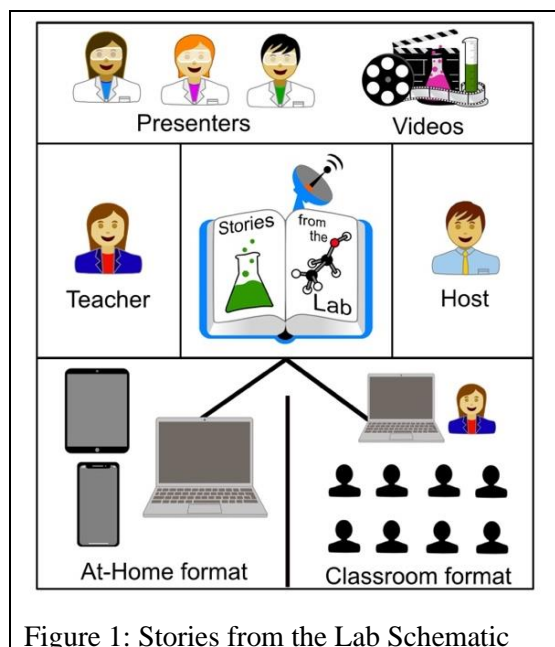 Presenters
Videos
Teacher
Stories
from
the
Lab
Host
At-Home format
Classroom format
Figure 1: Stories from the Lab Schematic